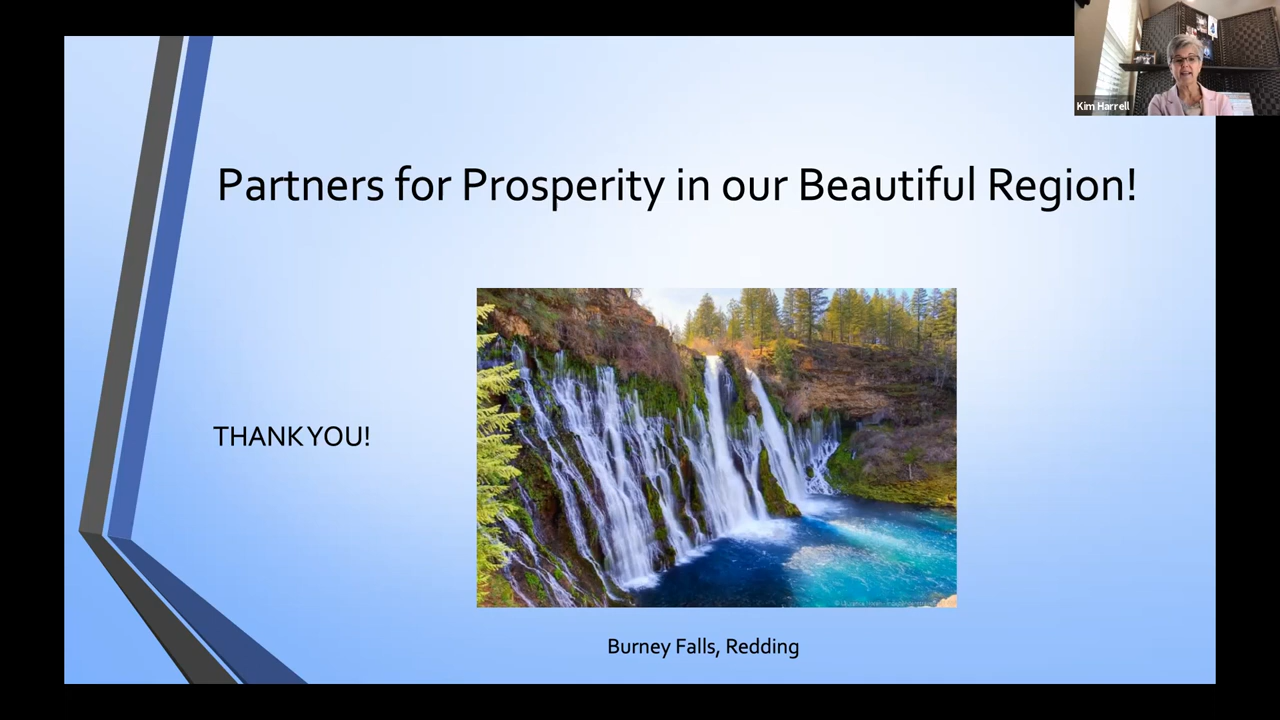 Kim Harrell
Partners for Prosperity in our Beautiful Region!
THANK YOU!
Burney Falls, Redding